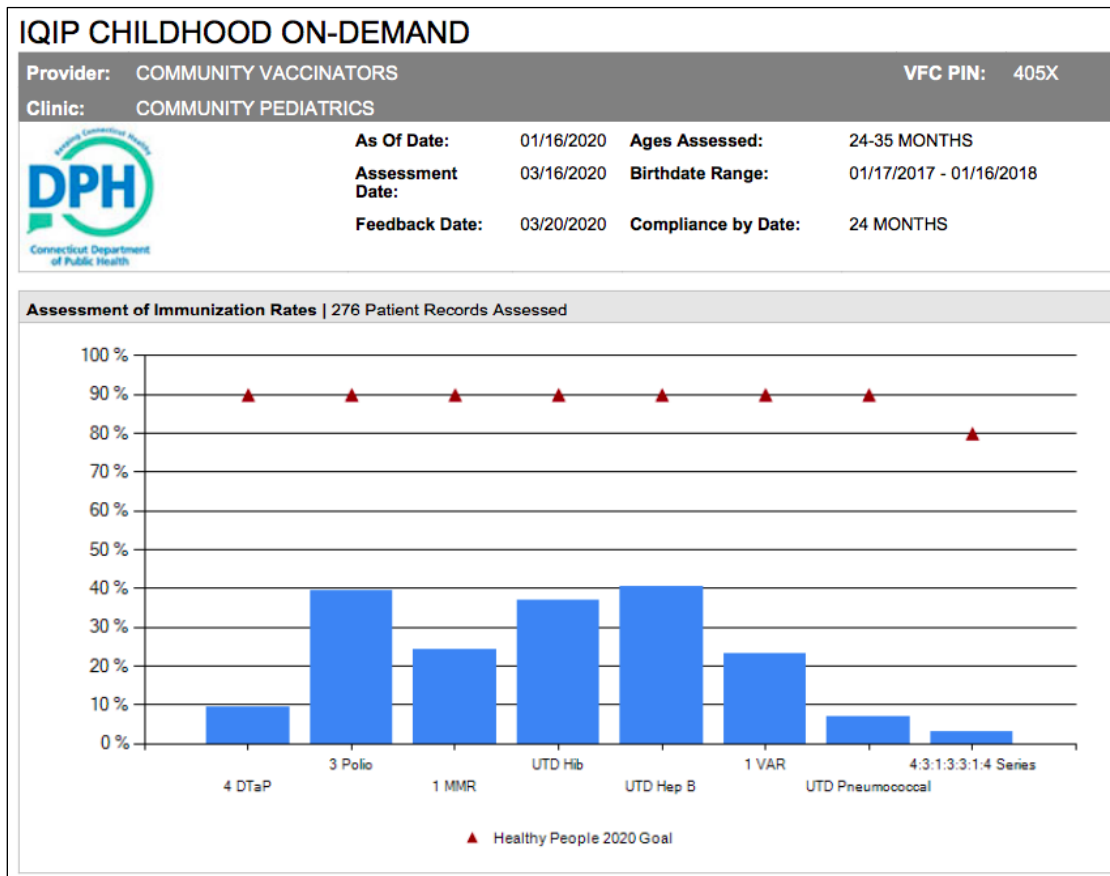 IQIP CHILDHOOD ON-DEMAND
Provider: COMMUNITY VACCINATORS VFC PIN: 405X
Clinic: COMMUNITY PEDIATRICS
Keeping Connecticut Healthy
DPH
Connecticut Department
of Public Health
As Of Date: 01/16/2020 Ages Assessed: 24-35 MONTHS
Assessment Date: 03/16/2020 Birthdate Range: 01/17/2017 - 01/16/2018
Feedback Date: 03/20/2020 Compliance by Date: 24 MONTHS
Assessment of Immunization Rates | 276 Patient Records Assessed
100 %
90 %
80 %
70 %
60 %
50 %
40 %
30 %
20 %
10 %
0 %
3 Polio UTD Hib 1 VAR 4:3:1:3:3:1:4 Series
4 DTaP 1 MMR UTD Hep B UTD Pneumococcal
Healthy People 2020 Goal